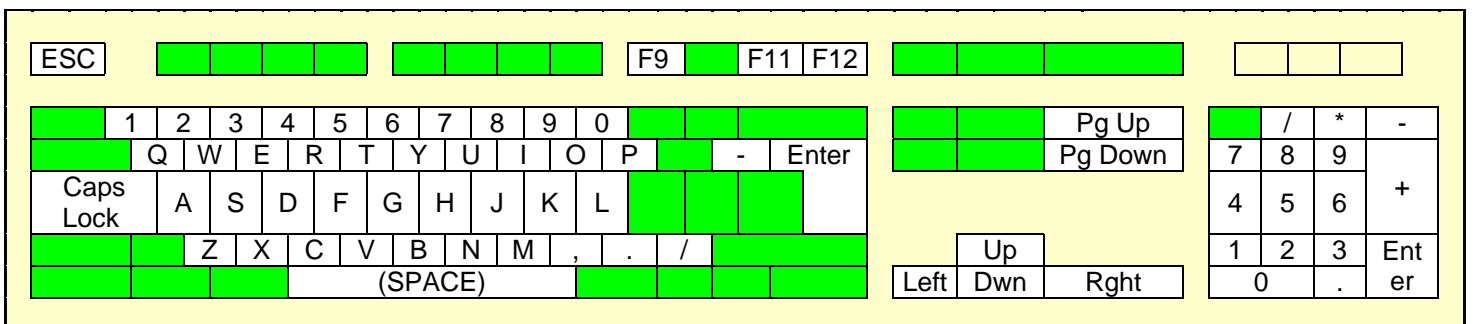 ESC F9 F11 F12
1 2 3 4 5 6 7 8 9 0 Pg Up / * -
Q W E R T Y U I O P - Enter Pg Down 7 8 9
Caps
Lock A S D F G H J K L 4 5 6 +
Z X C V B N M , . / Up 1 2 3 Ent
(SPACE) Left Dwn Rght 0 . er